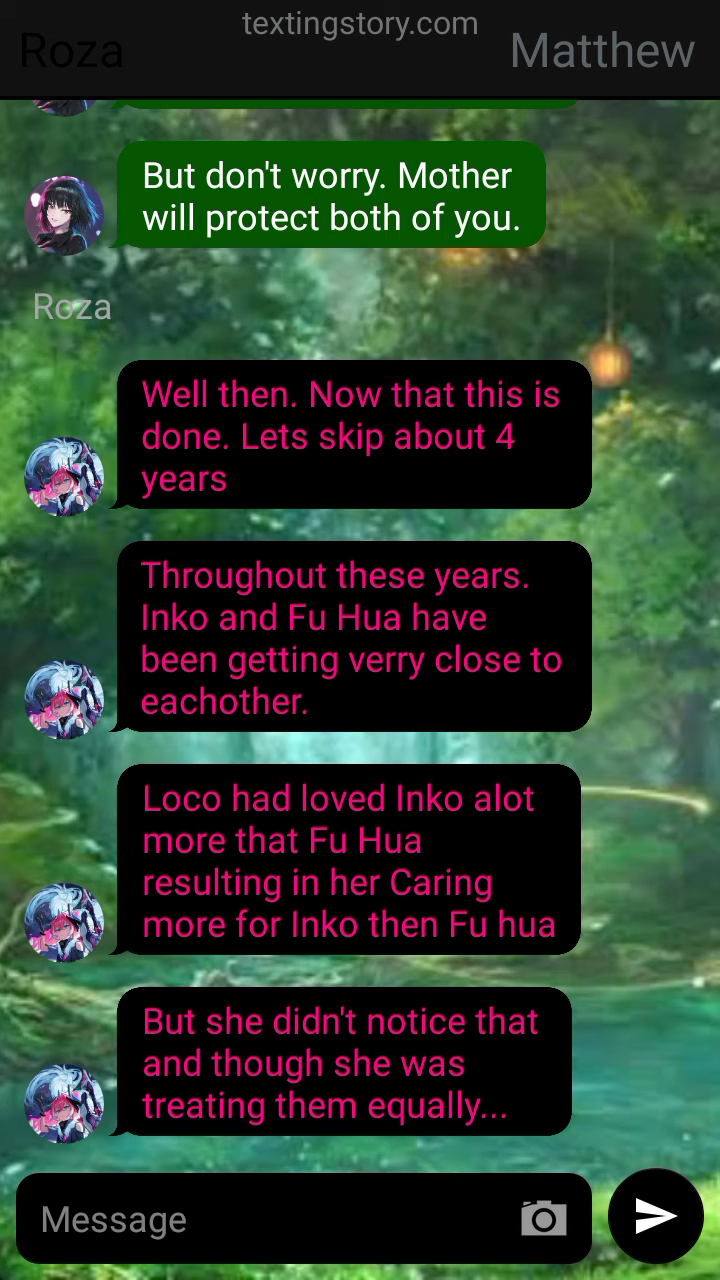 textingstory.com
Roza
Matthew
But don't worry. Mother
will protect both of you.
Roza
Well then. Now that this is
done. Lets skip about 4
years
Throughout these years.
Inko and Fu Hua have
been getting verry close to
eachother.
Loco had loved Inko alot
more that Fu Hua
resulting in her Caring
more for Inko then Fu hua
But she didn't notice that
and though she was
treating them equally...
Message